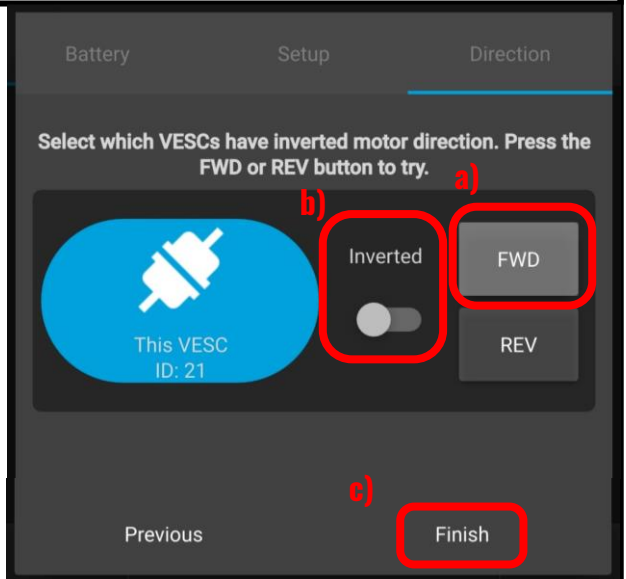 Battery Setup Direction
Select which VESCs have inverted motor direction. Press the
FWD or REV button to try.
a)
b)
Inverted
FWD
This VESC
ID: 21
REV
c)
Previous
Finish